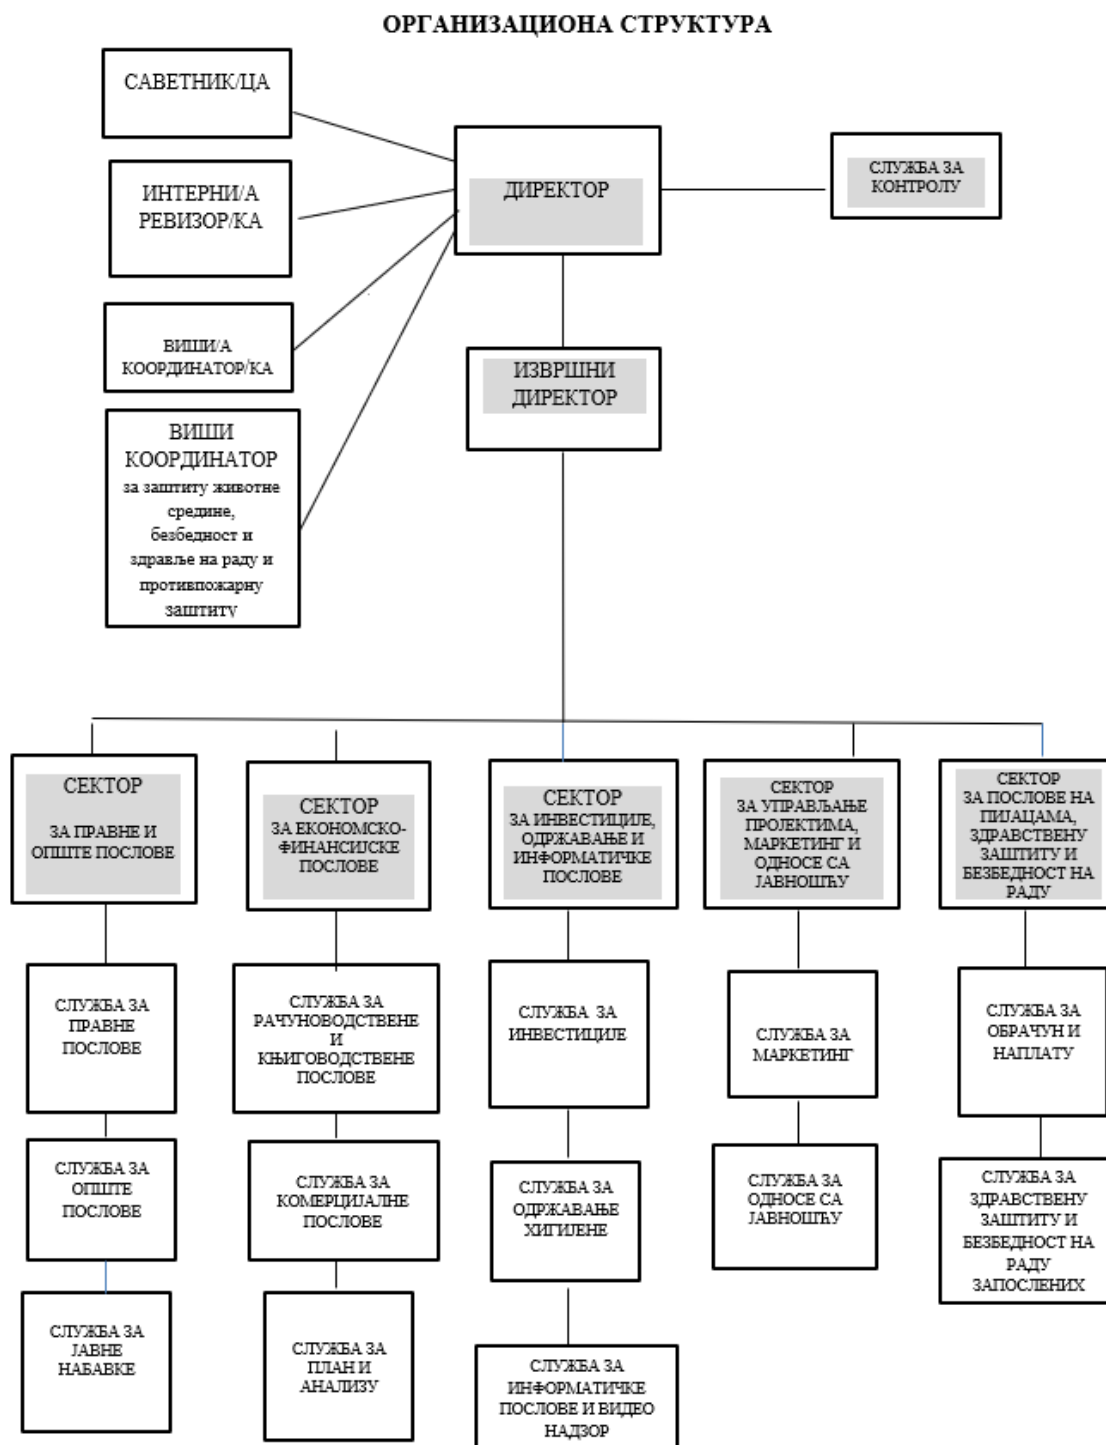 ОРГАНИЗАЦИОНА СТРУКТУРА
САВЕТНИК/ЦА
ИНТЕРНИ/А
РЕВИЗОР/КА
ВИШИ/А
КООРДИНАТОР/КА
ВИШИ
КООРДИНАТОР
за заштиту животне
средине,
безбедност и
здравље на раду и
противпожарну
заштиту
ДИРЕКТОР
СЛУЖБА ЗА
КОНТРОЛУ
ИЗВРШНИ
ДИРЕКТОР
СЕКТОР
ЗА ПРАВНЕ И
ОПШТЕ ПОСЛОВЕ
СЕКТОР
ЗА ЕКОНОМСКО-
ФИНАНСИЈСКЕ
ПОСЛОВЕ
СЕКТОР
ЗА ИНВЕСТИЦИЈЕ,
ОДРЖАВАЊЕ И
ИНФОРМАТИЧКЕ
ПОСЛОВЕ
СЕКТОР
ЗА УПРАВЉАЊЕ
ПРОЈЕКТИМА,
МАРКЕТИНГ И
ОДНОСЕ СА
ЈАВНОШЋУ
СЕКТОР
ЗА ПОСЛОВЕ НА
ПИЈАЦАМА,
ЗДРАВСТВЕНУ
ЗАШТИТУ И
БЕЗБЕДНОСТ НА
РАДУ
СЛУЖБА ЗА
ПРАВНЕ
ПОСЛОВЕ
СЛУЖБА ЗА
РАЧУНОВОДСТВЕНЕ
И
КЊИГОВОДСТВЕНЕ
ПОСЛОВЕ
СЛУЖБА ЗА
ИНВЕСТИЦИЈЕ
СЛУЖБА ЗА
МАРКЕТИНГ
СЛУЖБА ЗА
ОБРАЧУН И
НАПЛАТУ
СЛУЖБА ЗА
ОПШТЕ
ПОСЛОВЕ
СЛУЖБА ЗА
КОМЕРЦИЈАЛНЕ
ПОСЛОВЕ
СЛУЖБА ЗА
ОДРЖАВАЊЕ
ХИГИЈЕНЕ
СЛУЖБА ЗА
ОДНОСЕ СА
ЈАВНОШЋУ
СЛУЖБА ЗА
ЗДРАВСТВЕНУ
ЗАШТИТУ И
БЕЗБЕДНОСТ НА
РАДУ
ЗАПОСЛЕНИХ
СЛУЖБА ЗА
ЈАВНЕ
НАБАВКЕ
СЛУЖБА ЗА
ПЛАН И
АНАЛИЗУ
СЛУЖБА ЗА
ИНФОРМАТИЧКЕ
ПОСЛОВЕ И ВИДЕО
НАДЗОР